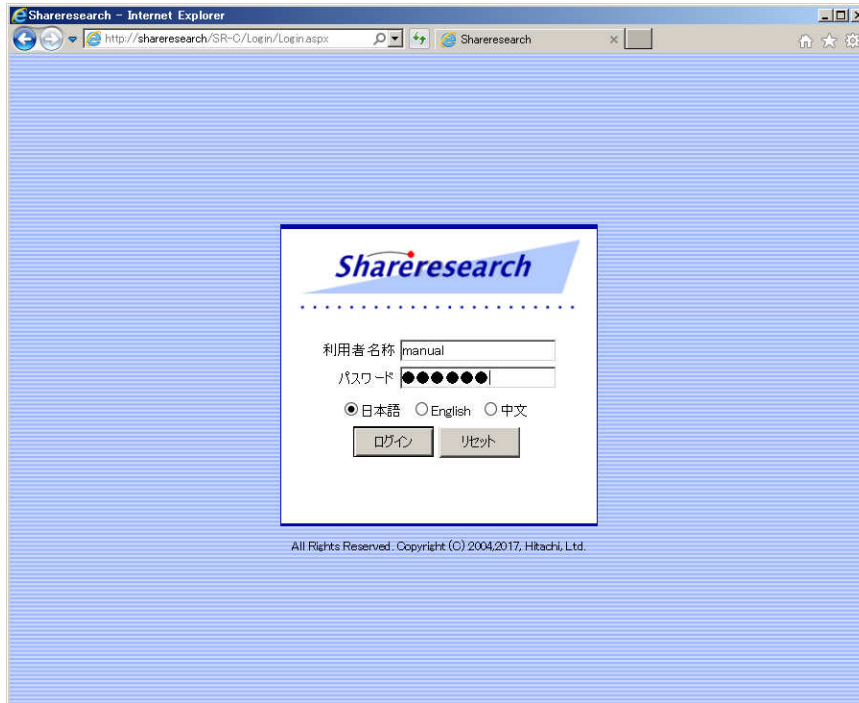 Shareresearch - Internet Explorer
http://shareresearch/SR-G/Login/Login.aspx
Shareresearch
Shareresearch
利用者名称 manual
パスワード ●●●●●●
日本語 English 中文
ログイン リセット
All Rights Reserved. Copyright (C) 2004,2017, Hitachi, Ltd.